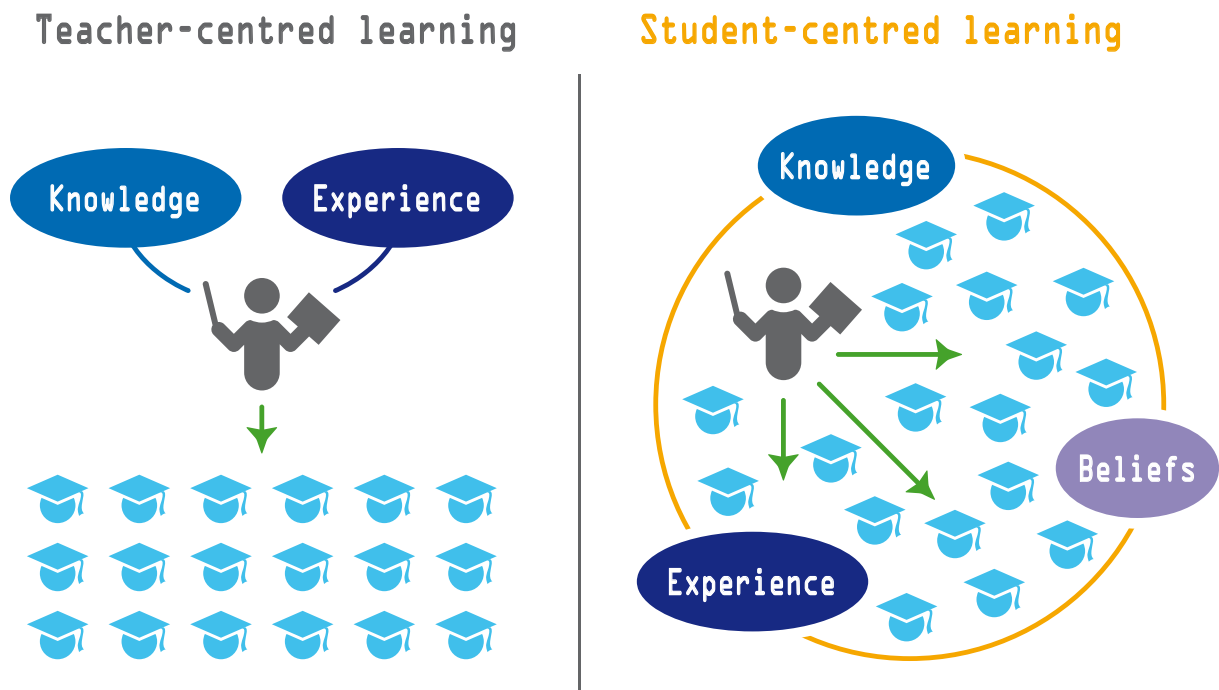 Teacher-centred learning
Knowledge
Experience
Student-centred learning
Knowledge
Beliefs
Experience